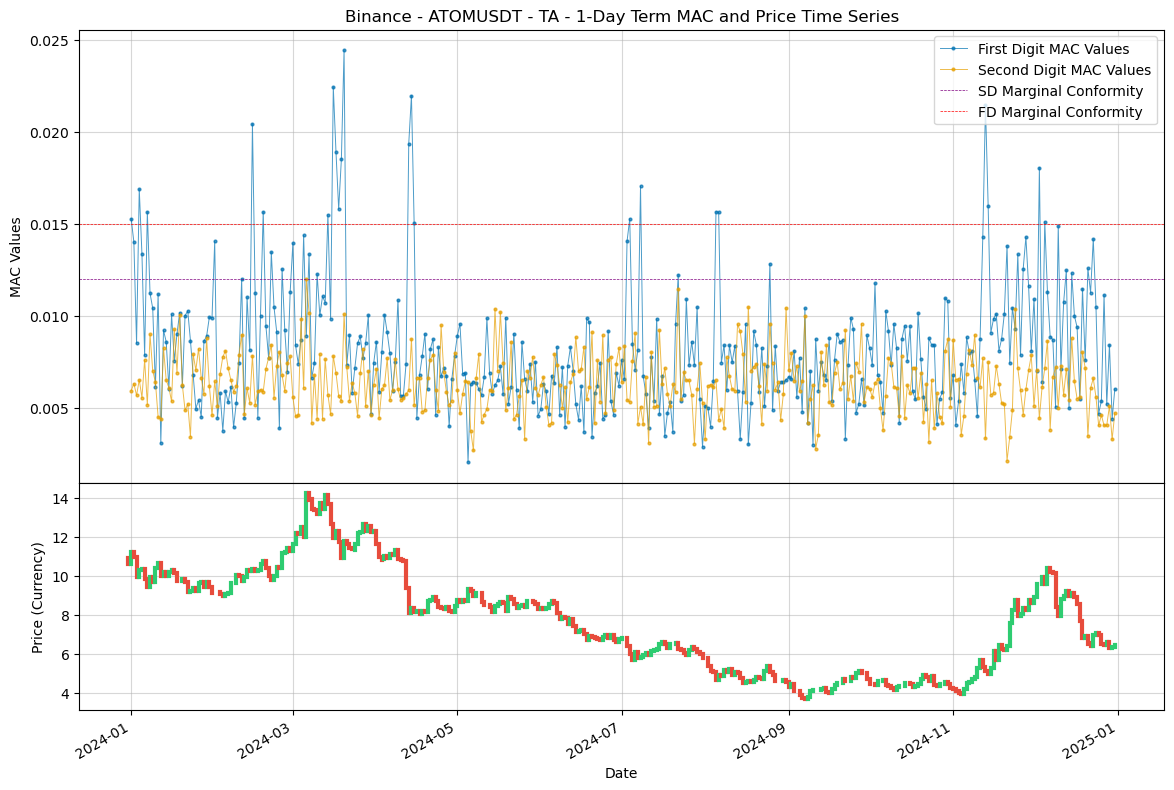 Binance - ATOMUSDT - TA - 1-Day Term MAC and Price Time Series
First Digit MAC Values
Second Digit MAC Values
SD Marginal Conformity
FD Marginal Conformity
MAC Values
0.025
0.020
0.015
0.010
0.005
Price (Currency)
14
12
10
8
6
4
2024-01
2024-03
2024-05
2024-07
2024-09
2024-11
2025-01
Date